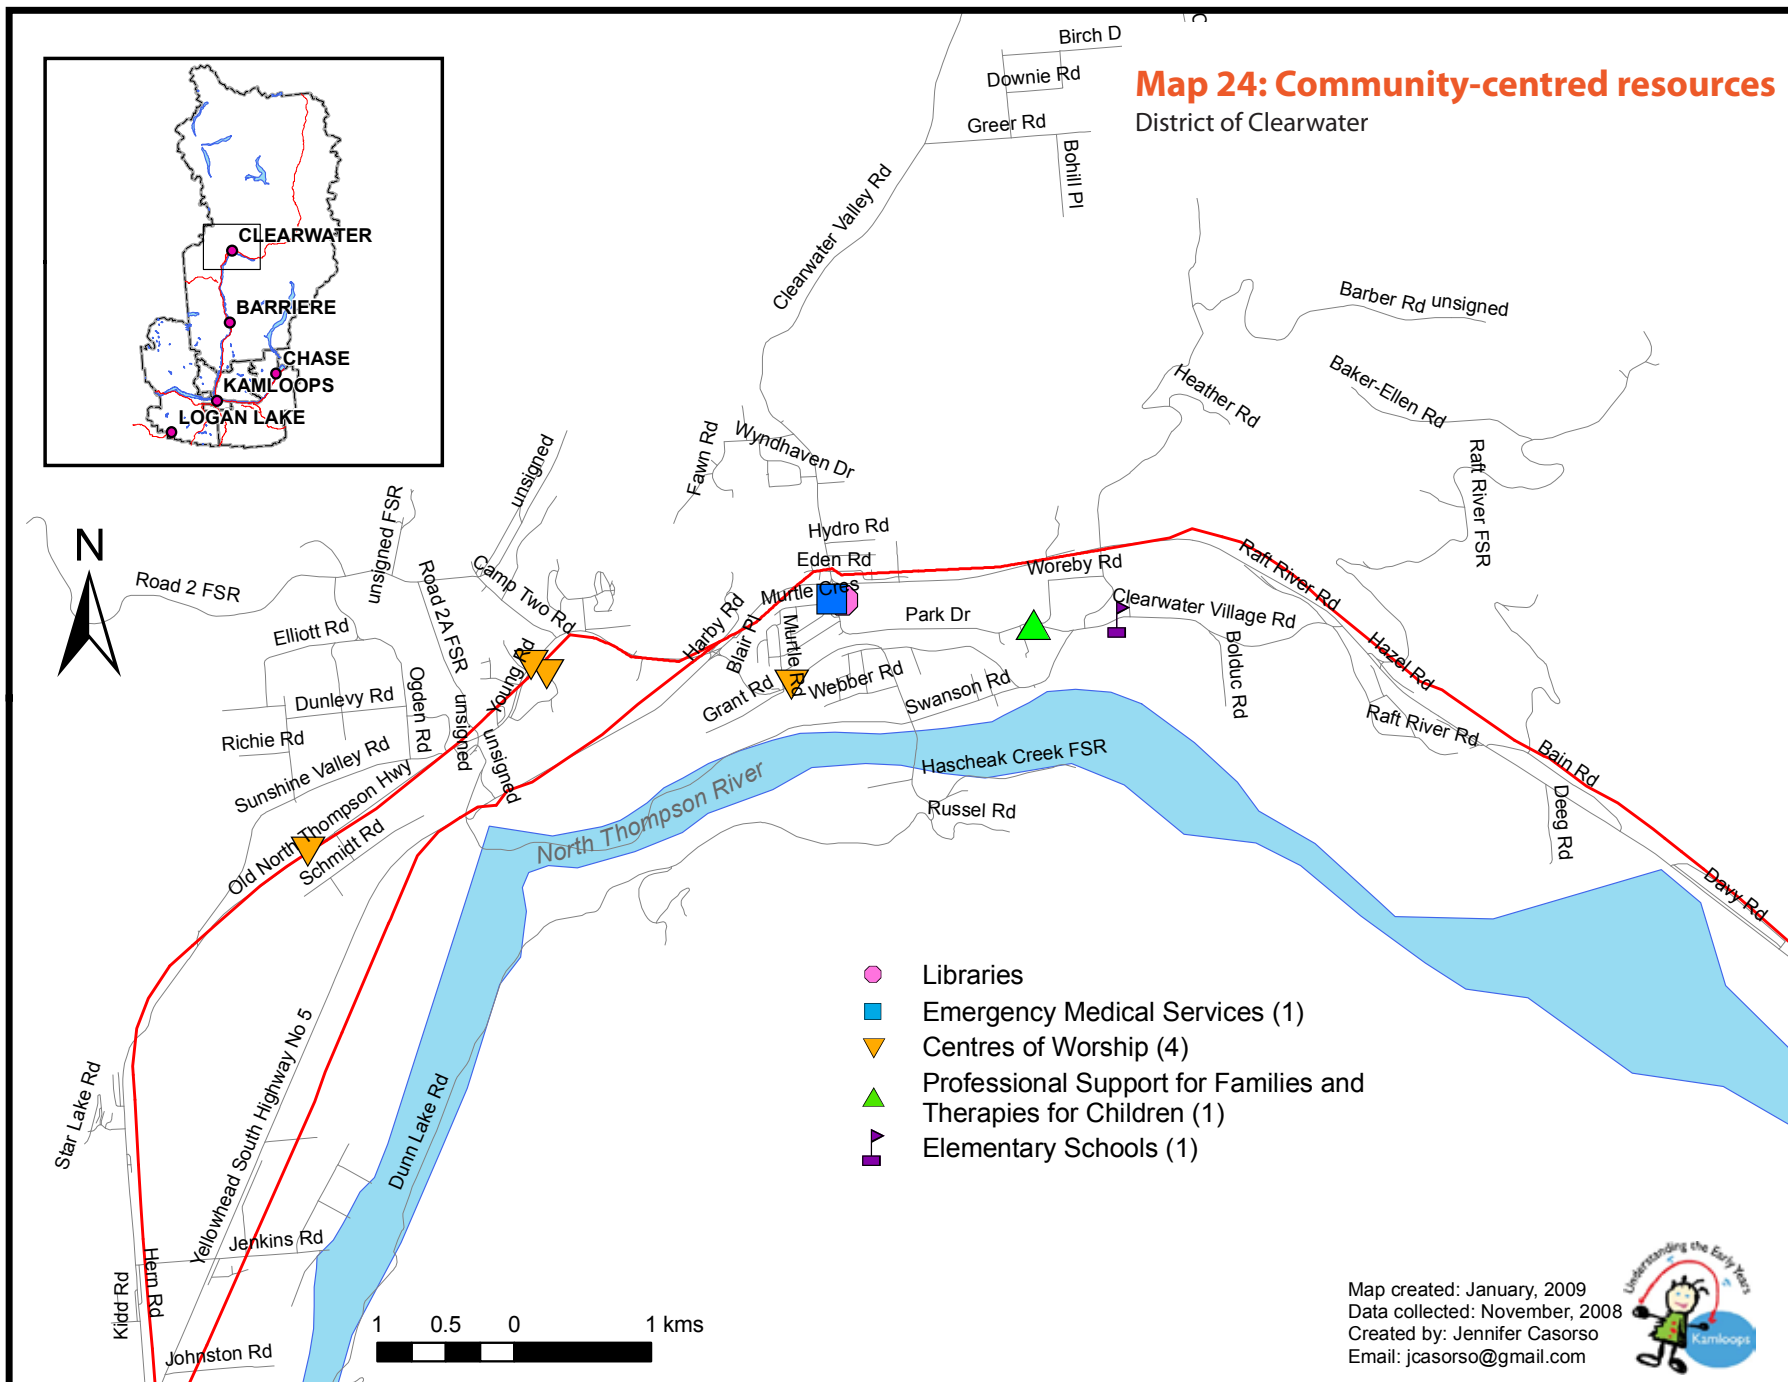 Birch D
Downie Rd
Greer Rd
Bohill Pl
C
Map 24: Community-centred resources
District of Clearwater
CLEARWATER
BARRIERE
CHASE
KAMLOOPS
LOGAN LAKE
Clearwater Valley Rd
Barber Rd unsigned
Baker-Ellen Rd
Heather Rd
Raft River FSR
Fawn Rd
Wyndhaven Dr
unsigned
unsigned FSR
N
Road 2 FSR
Road 2A FSR
Camp Two Rd
Hydro Rd
Eden Rd
Murtle Cres
Woreby Rd
Raft River Rd
Clearwater Village Rd
Park Dr
Elliott Rd
Harby Rd
Blair Pl
Murtle Rd
Young Rd
Bolduc Rd
Hazel Rd
Dunlevy Rd
Ogden Rd
unsigned
unsigned
Grant Rd
Webber Rd
Swanson Rd
Raft River Rd
Richie Rd
Sunshine Valley Rd
Bain Rd
Hascheak Creek FSR
Old North Thompson Hwy
Schmidt Rd
North Thompson River
Russel Rd
Deeg Rd
Davy Rd
Libraries
Emergency Medical Services (1)
Centres of Worship (4)
Professional Support for Families and
Therapies for Children (1)
Elementary Schools (1)
Star Lake Rd
Yellowhead South Highway No 5
Dunn Lake Rd
Jenkins Rd
Hern Rd
Kidd Rd
Johnston Rd
1 0.5 0 1 kms
Map created: January, 2009
Data collected: November, 2008
Created by: Jennifer Casorso
Email: jcasorso@gmail.com
Understanding the Early Years
Kamloops